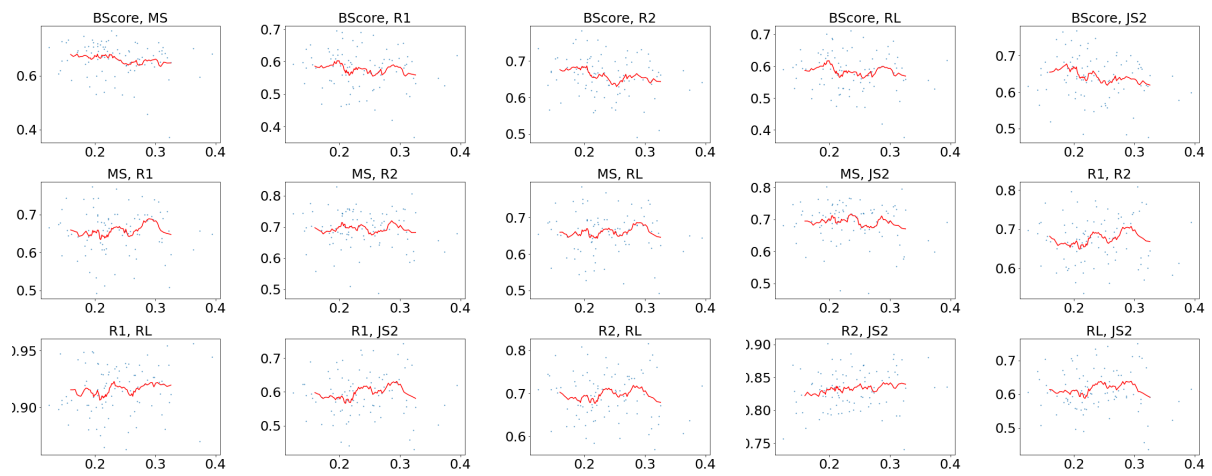 BScore, MS
BScore, R1
BScore, R2
BScore, RL
BScore, JS2
0.6
0.4
0.2 0.3 0.4
0.7
0.6
0.5
0.4
0.2 0.3 0.4
0.7
0.6
0.5
0.2 0.3 0.4
0.7
0.6
0.5
0.4
0.2 0.3 0.4
0.7
0.6
0.5
0.2 0.3 0.4
MS, R1
MS, R2
MS, RL
MS, JS2
R1, R2
0.7
0.6
0.5
0.2 0.3 0.4
0.8
0.7
0.6
0.5
0.2 0.3 0.4
0.7
0.6
0.5
0.2 0.3 0.4
0.8
0.7
0.6
0.5
0.2 0.3 0.4
0.8
0.7
0.6
0.2 0.3 0.4
R1, RL
R1, JS2
R2, RL
R2, JS2
RL, JS2
).95
).90
0.2 0.3 0.4
0.7
0.6
0.5
0.2 0.3 0.4
0.8
0.7
0.6
0.2 0.3 0.4
0.90
0.85
0.80
).75
0.2 0.3 0.4
0.7
0.6
0.5
0.2 0.3 0.4